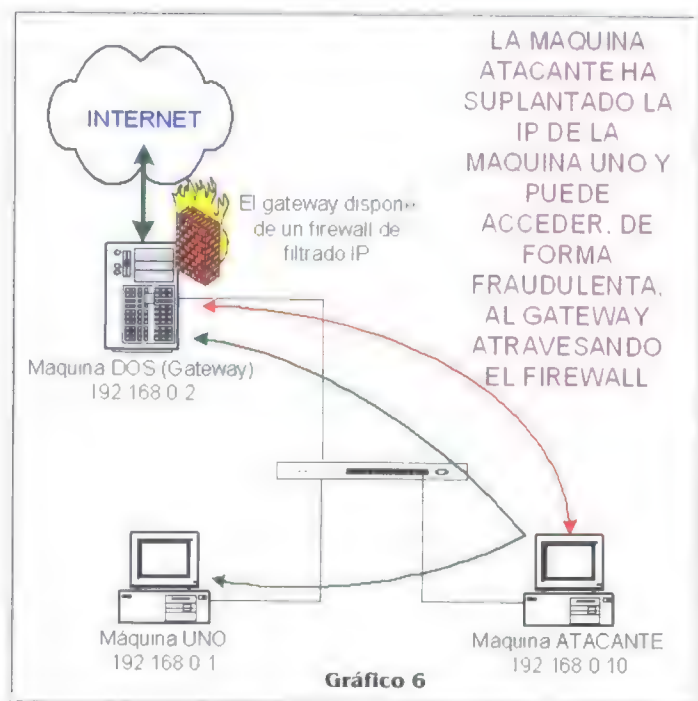 LA MAQUINA
ATACANTE HA
SUPLANTADO LA
IP DE LA
MAQUINA UNO Y
PUEDE
ACCEDER. DE
FORMA
FRAUDULENTA,
AL GATEWAY
ATRAVESANDO
EL FIREWALL
INTERNET
El gateway dispone
de un firewall de
filtrado IP
Maquina DOS (Gateway)
192 168 0 2
Máquina UNO
192 168 0 1
Maquina ATACANTE
192 168 0 10
Gráfico 6